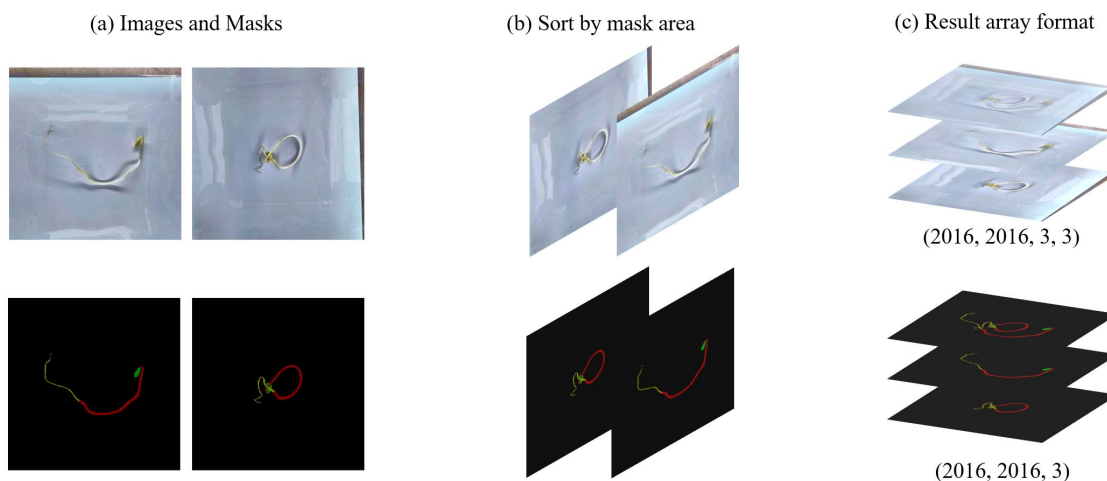 (a) Images and Masks
(b) Sort by mask area
(c) Result array format
(2016, 2016, 3, 3)
(2016, 2016, 3)